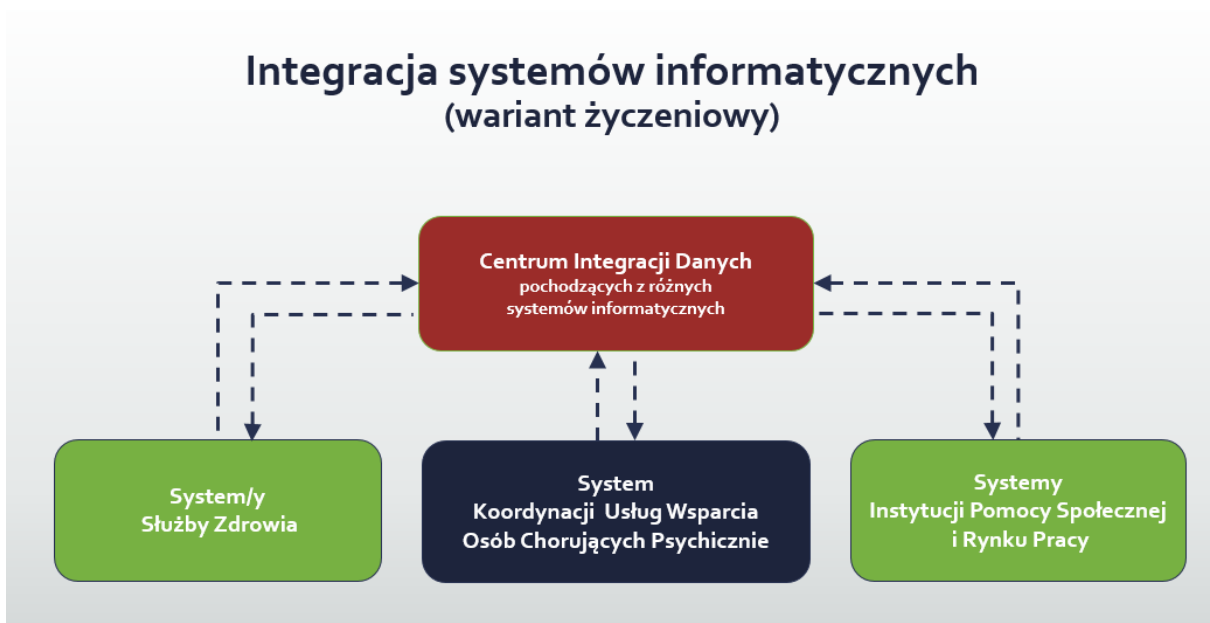 Integracja systemów informatycznych
(wariant życzeniowy)
Centrum Integracji Danych
pochodzących z różnych
systemów informatycznych
System/y
Służby Zdrowia
System
Koordynacji Usług Wsparcia
Osób Chorujących Psychicznie
Systemy
Instytucji Pomocy Społecznej
i Rynku Pracy